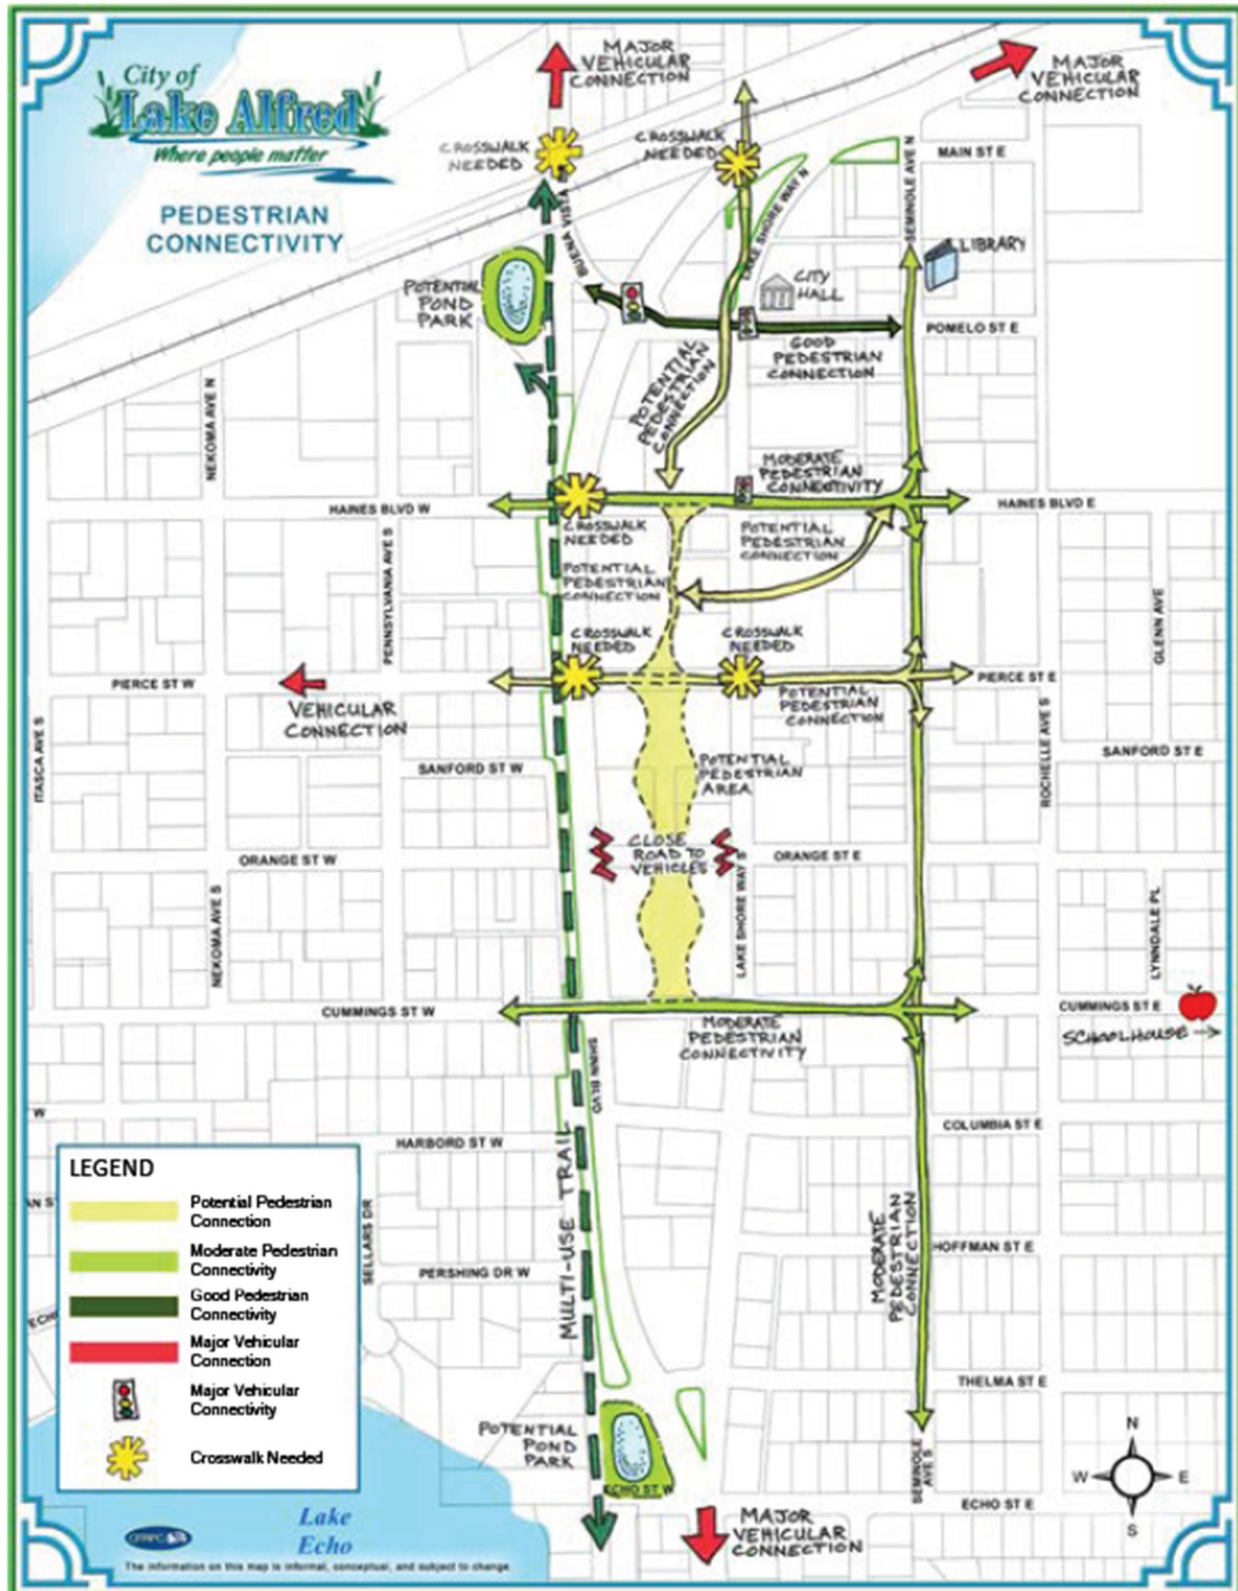 City of
Lake Alfred
Where people matter
PEDESTRIAN
CONNECTIVITY
MAJOR
VEHICULAR
CONNECTION
MAJOR
VEHICULAR
CONNECTION
CROSSWALK
NEEDED
CROSSWALK
NEEDED
MAIN ST E
SEMINOLE AVE N
LAKE SHORE WAY N
BUENA VISTA
LIBRARY
CITY
HALL
POTENTIAL
POND
PARK
POMELO ST E
GOOD
PEDESTRIAN
CONNECTION
POTENTIAL
PEDESTRIAN
CONNECTION
NEKOMA AVE N
MODERATE
PEDESTRIAN
CONNECTIVITY
HAINES BLVD W
HAINES BLVD E
CROSSWALK
NEEDED
POTENTIAL
PEDESTRIAN
CONNECTION
POTENTIAL
PEDESTRIAN
CONNECTION
PENNSYLVANIA AVE S
GLENN AVE
CROSSWALK
NEEDED
CROSSWALK
NEEDED
PIERCE ST W
PIERCE ST E
VEHICULAR
CONNECTION
POTENTIAL
PEDESTRIAN
CONNECTION
ITASCA AVE S
ROCHELLE AVE S
SANFORD ST W
SANFORD ST E
POTENTIAL
PEDESTRIAN
AREA
CLOSE
ROAD TO
VEHICLES
ORANGE ST W
ORANGE ST E
NEKOMA AVE S
LAKE SHORE WAY S
LYNNDALE PL
CUMMINGS ST W
CUMMINGS ST E
MODERATE
PEDESTRIAN
CONNECTIVITY
SCHOOLHOUSE
SHINN BLVD
COLUMBIA ST E
W
HARBORD ST W
MULTI-USE TRAIL
MODERATE
PEDESTRIAN
CONNECTION
HOFFMAN ST E
SELLARS DR
PERSHING DR W
THELMA ST E
LEGEND
Potential Pedestrian
Connection
Moderate Pedestrian
Connectivity
Good Pedestrian
Connectivity
Major Vehicular
Connection
Major Vehicular
Connectivity
Crosswalk Needed
POTENTIAL
POND
PARK
ECHO ST W
SEMINOLE
AVE S
ECHO ST E
N
W
E
S
MAJOR
VEHICULAR
CONNECTION
Lake
Echo
The information on this map is informal, conceptual, and subject to change.